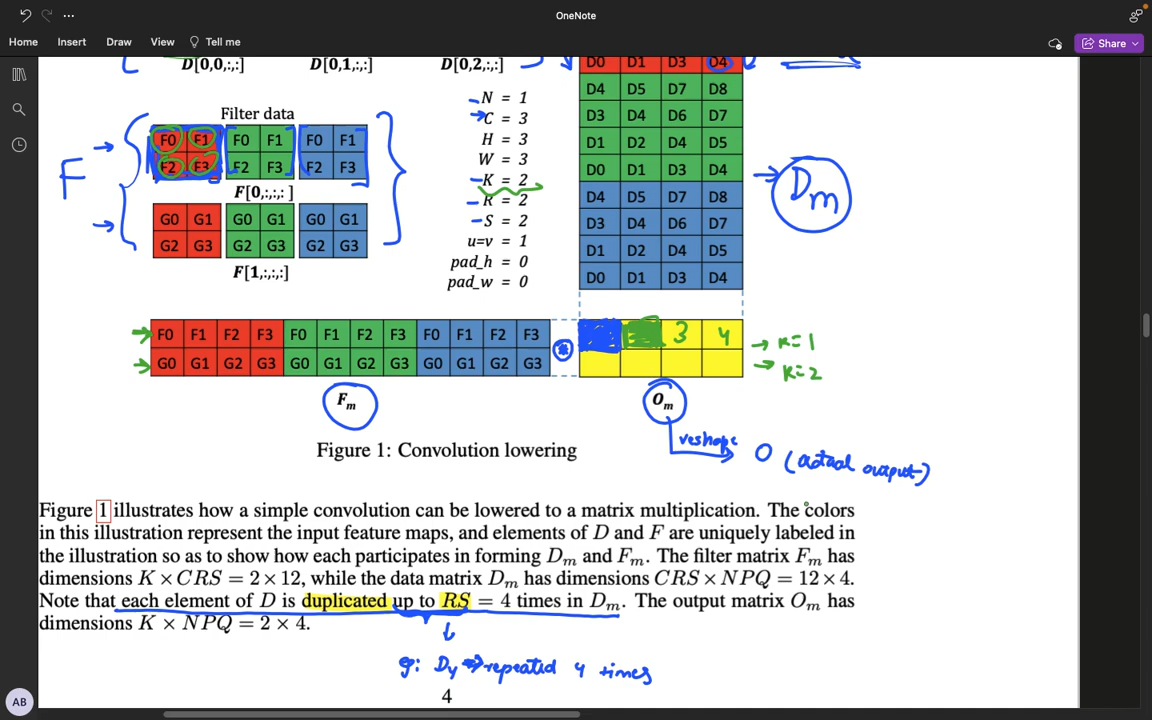 OneNote
Home Insert Draw View Tell me Share
D[0,0,:,:] D[0,1,:,:] D[0,2,:,:]
D0 D1 D3 D4
D4 D5 D7 D8
D3 D4 D6 D7
D1 D2 D4 D5
D0 D1 D3 D4
D4 D5 D7 D8
D3 D4 D6 D7
D1 D2 D4 D5
D0 D1 D3 D4
Dm
N = 1
C = 3
H = 3
W = 3
K = 2
R = 2
S = 2
u=v = 1
pad_h = 0
pad_w = 0
Filter data
F
F0 F1 F0 F1 F0 F1
F2 F3 F2 F3 F2 F3
F[0,:,:,: ]
G0 G1 G0 G1 G0 G1
G2 G3 G2 G3 G2 G3
F[1,:,:,:]
F0 F1 F2 F3 F0 F1 F2 F3 F0 F1 F2 F3
G0 G1 G2 G3 G0 G1 G2 G3 G0 G1 G2 G3
3 4
K=1
K=2
Fm
Om
reshape
O (actual output)
Figure 1: Convolution lowering
Figure 1 illustrates how a simple convolution can be lowered to a matrix multiplication. The colors
in this illustration represent the input feature maps, and elements of D and F are uniquely labeled in
the illustration so as to show how each participates in forming Dm and Fm. The filter matrix Fm has
dimensions K × CRS = 2 × 12, while the data matrix Dm has dimensions CRS × NPQ = 12 × 4.
Note that each element of D is duplicated up to RS = 4 times in Dm. The output matrix Om has
dimensions K × NPQ = 2 × 4.
D4 ⇒ repeated 4 times
4
AB